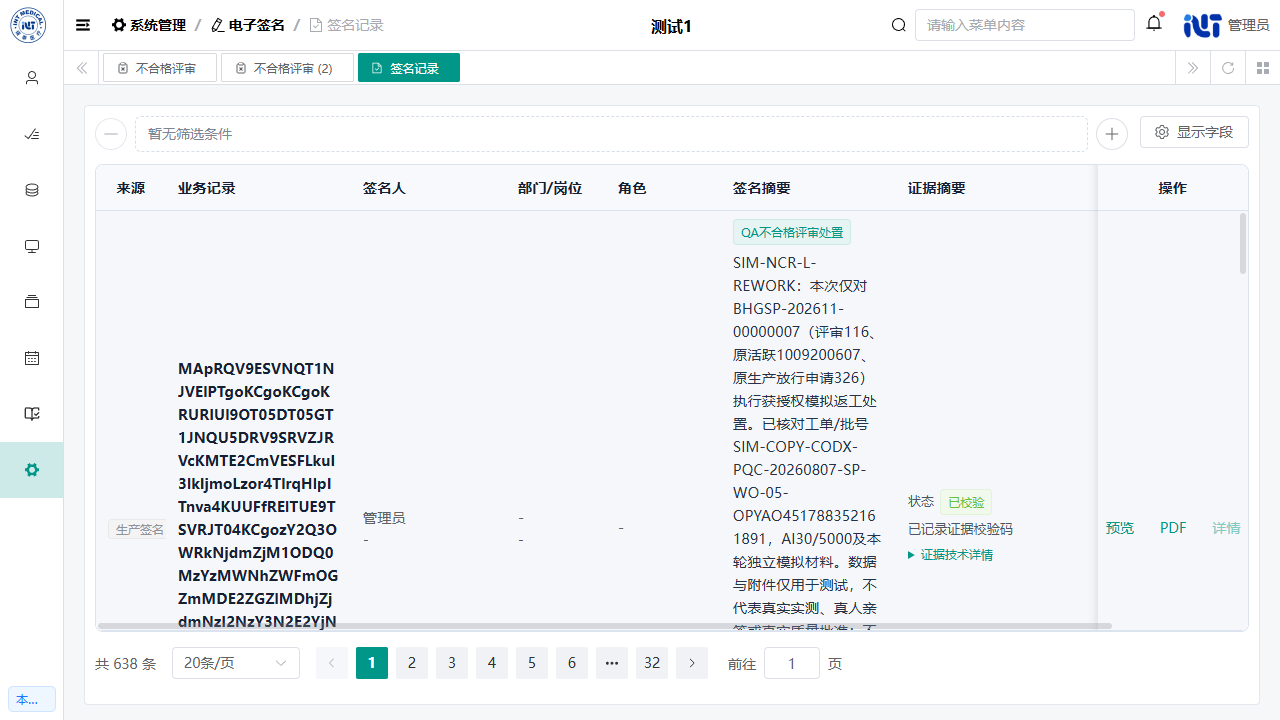 系统管理 / 电子签名 / 签名记录
测试1
请输入菜单内容
管理员
不合格评审
不合格评审 (2)
签名记录
暂无筛选条件
显示字段
来源 业务记录 签名人 部门/岗位 角色 签名摘要 证据摘要 操作
生产签名
MApRQV9ESVNQT1N
JVElPTgoKCgoKCgoK
RURlUl9OT05DT05GT
1JNQU5DRV9SRVZJR
VcKMTE2CmVESFLkuI
3lkIjmoLzor4TlrqHlpI
Tnva4KUUFfRElTUE9T
SVRJT04KCgozY2Q3O
WRkNjdmZjM1ODQ0
MzYzMWNhZWFmOG
ZmMDE2ZGZlMDhjZj
dmNzI2NzY3N2E2YjN
管理员
-
-
-
-
QA不合格评审处置
SIM-NCR-L-
REWORK：本次仅对
BHGSP-202611-
00000007（评审116、
原活跃1009200607、
原生产放行申请326）
执行获授权模拟返工处
置。已核对工单/批号
SIM-COPY-CODX-
PQC-20260807-SP-
WO-05-
OPYAO45178835216
1891，AI30/5000及本
轮独立模拟材料。数据
与附件仅用于测试，不
代表真实实测、真人亲
状态 已校验
已记录证据校验码
证据技术详情
预览 PDF 详情
共 638 条
20条/页
1 2 3 4 5 6 ••• 32
前往 1 页
本...